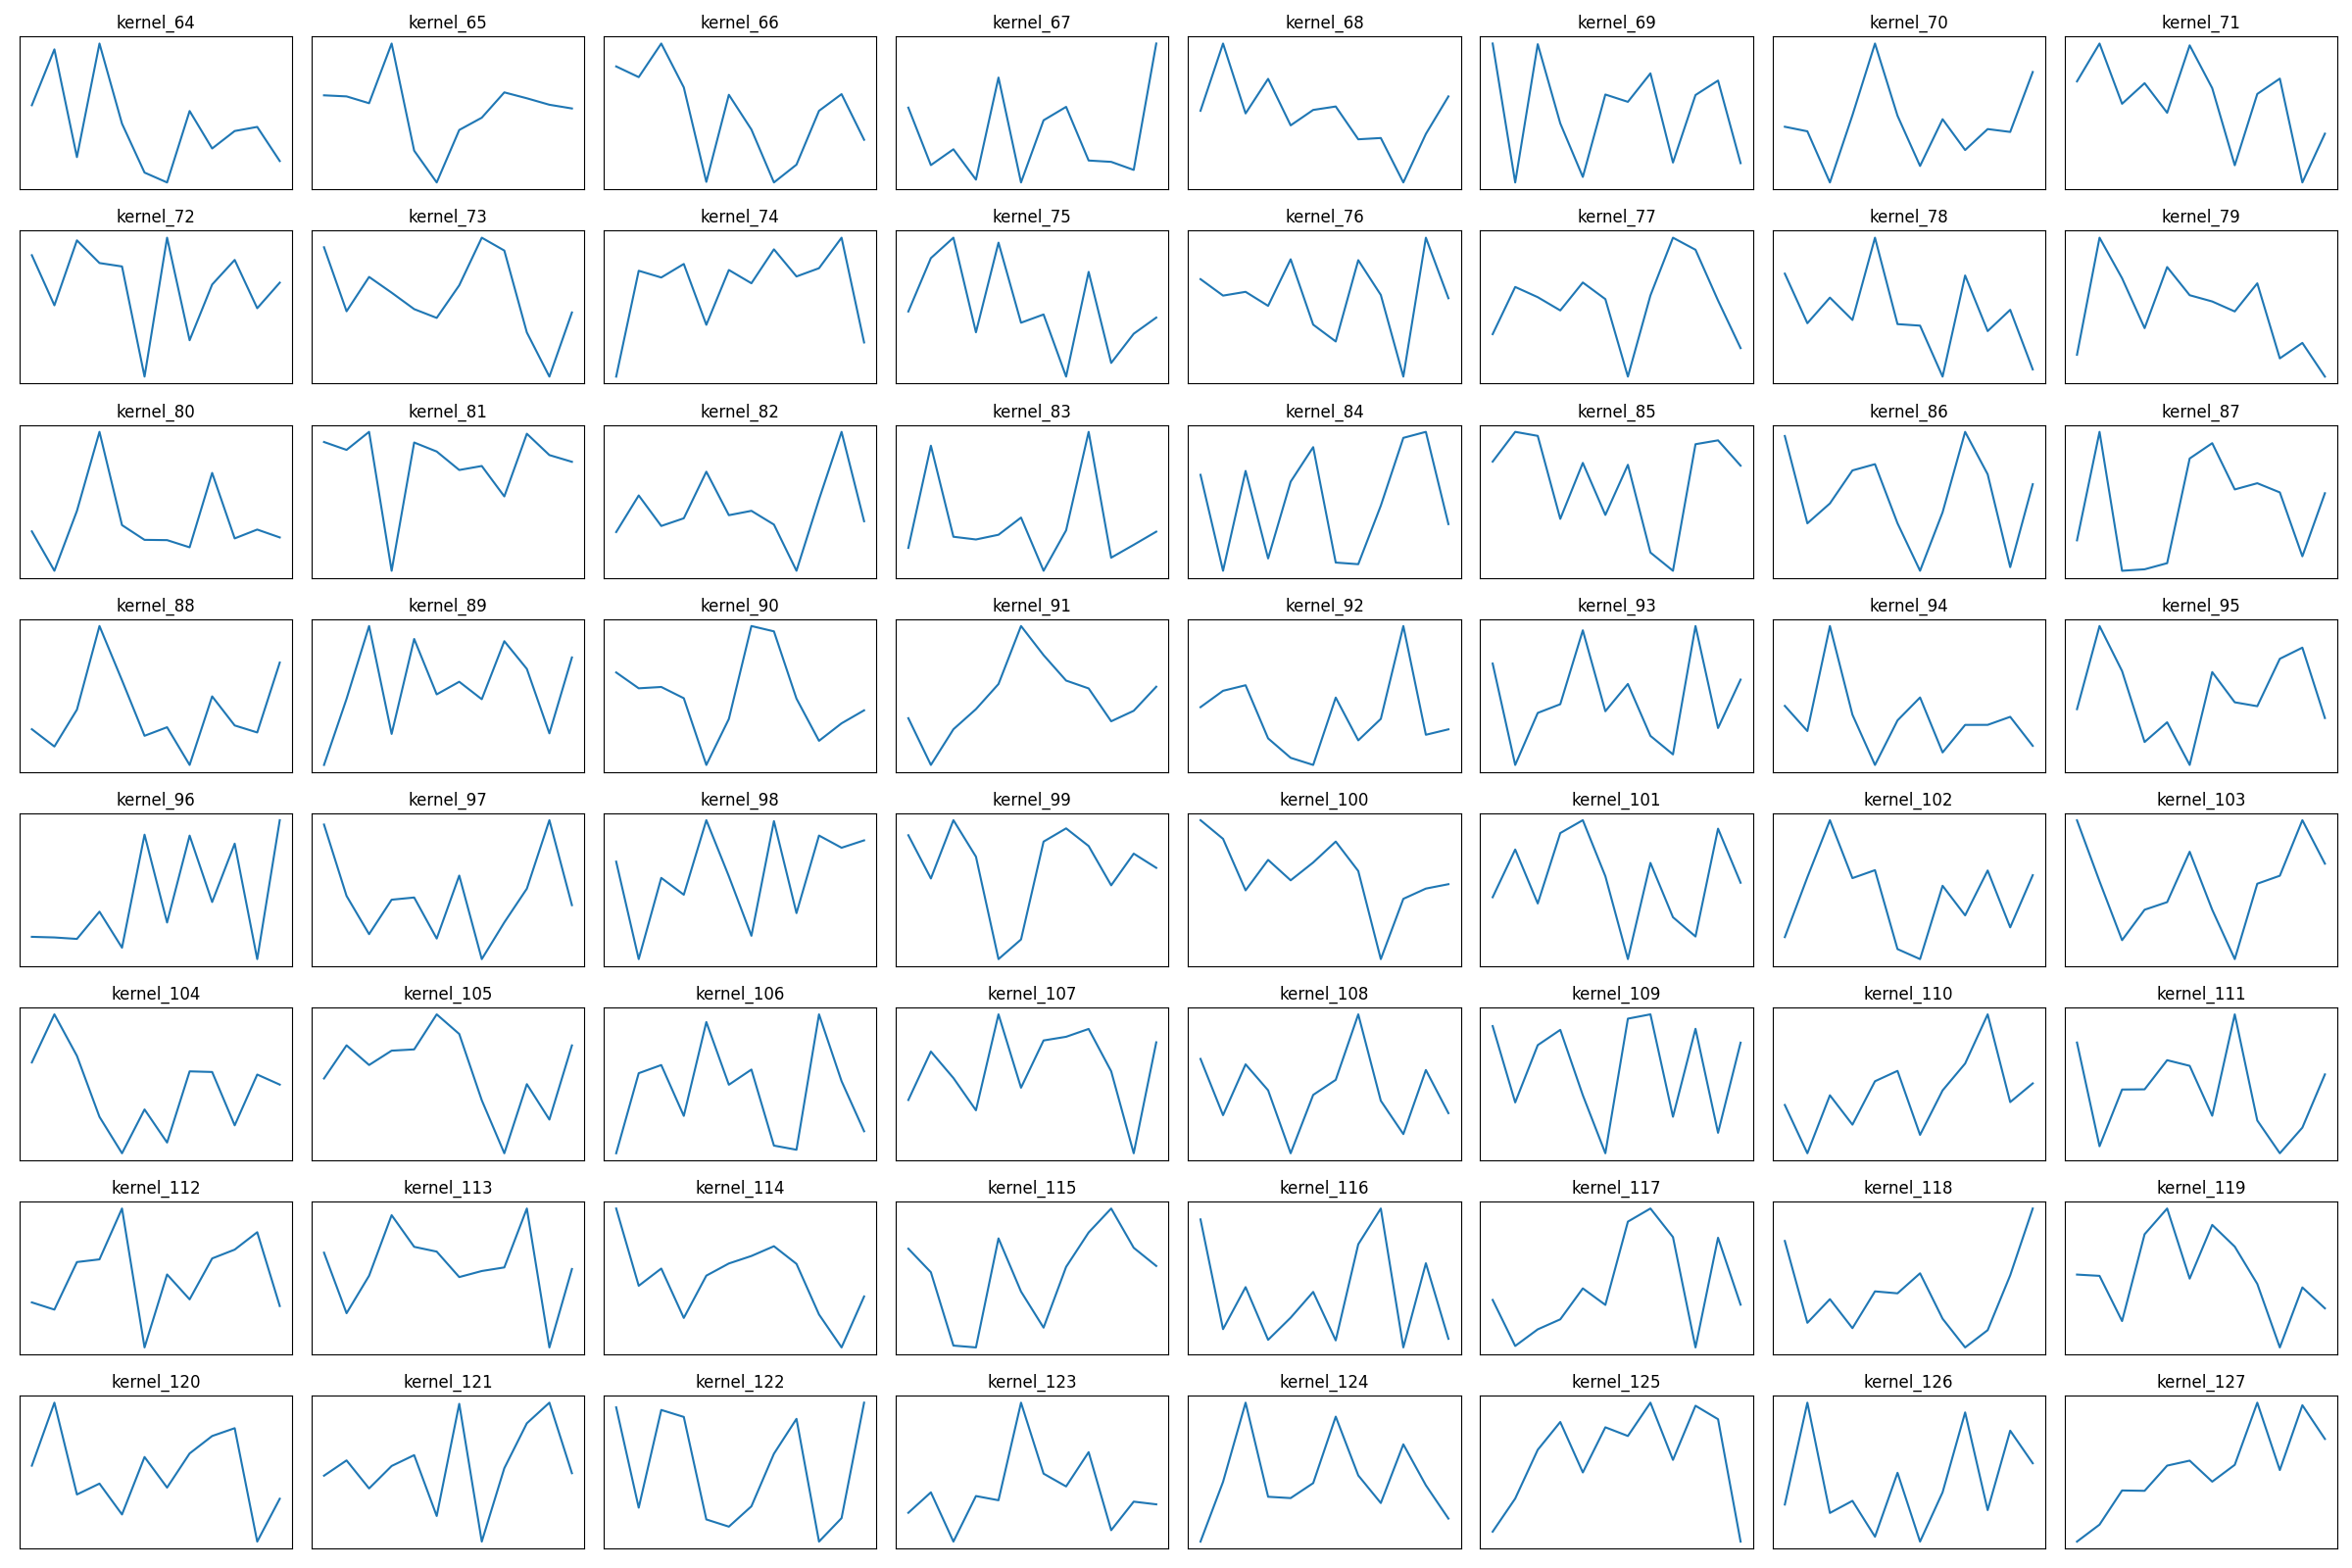 kernel_64 kernel_65 kernel_66 kernel_67 kernel_68 kernel_69 kernel_70 kernel_71
kernel_72 kernel_73 kernel_74 kernel_75 kernel_76 kernel_77 kernel_78 kernel_79
kernel_80 kernel_81 kernel_82 kernel_83 kernel_84 kernel_85 kernel_86 kernel_87
kernel_88 kernel_89 kernel_90 kernel_91 kernel_92 kernel_93 kernel_94 kernel_95
kernel_96 kernel_97 kernel_98 kernel_99 kernel_100 kernel_101 kernel_102 kernel_103
kernel_104 kernel_105 kernel_106 kernel_107 kernel_108 kernel_109 kernel_110 kernel_111
kernel_112 kernel_113 kernel_114 kernel_115 kernel_116 kernel_117 kernel_118 kernel_119
kernel_120 kernel_121 kernel_122 kernel_123 kernel_124 kernel_125 kernel_126 kernel_127